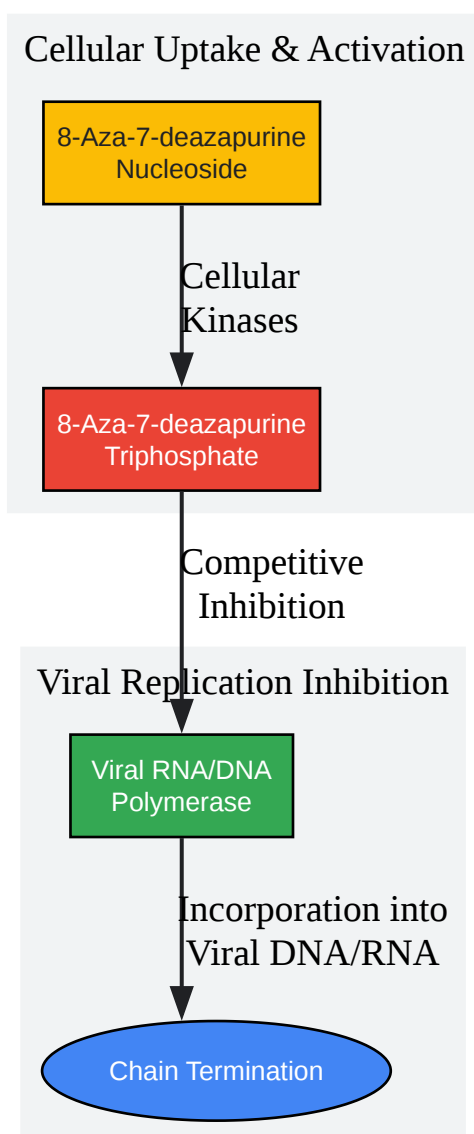 Cellular Uptake & Activation
8-Aza-7-deazapurine
Nucleoside
Cellular
Kinases
8-Aza-7-deazapurine
Triphosphate
Competitive
Inhibition
Viral Replication Inhibition
Viral RNA/DNA
Polymerase
Incorporation into
Viral DNA/RNA
Chain Termination